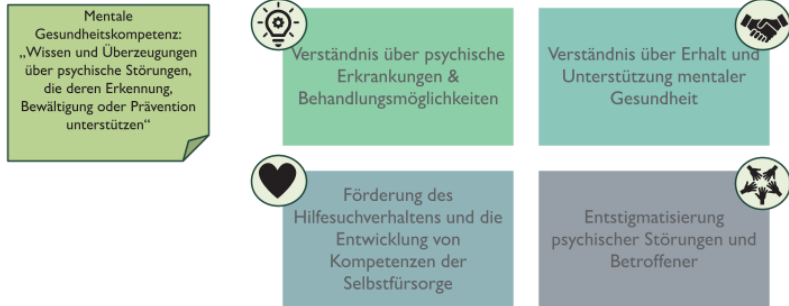 Mentale
Gesundheitskompetenz:
„Wissen und Überzeugungen
über psychische Störungen,
die deren Erkennung,
Bewältigung oder Prävention
unterstützen“
Verständnis über psychische
Erkrankungen &
Behandlungsmöglichkeiten
Verständnis über Erhalt und
Unterstützung mentaler
Gesundheit
Förderung des
Hilfesuchverhaltens und die
Entwicklung von
Kompetenzen der
Selbstfürsorge
Entstigmatisierung
psychischer Störungen und
Betroffener